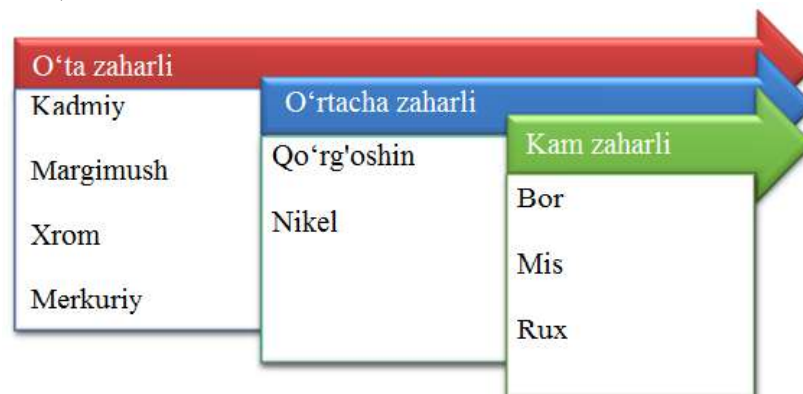 O‘ta zaharli
Kadmiy
Margimush
Xrom
Merkuriy
O‘rtacha zaharli
Qo‘rg'oshin
Nikel
Kam zaharli
Bor
Mis
Rux